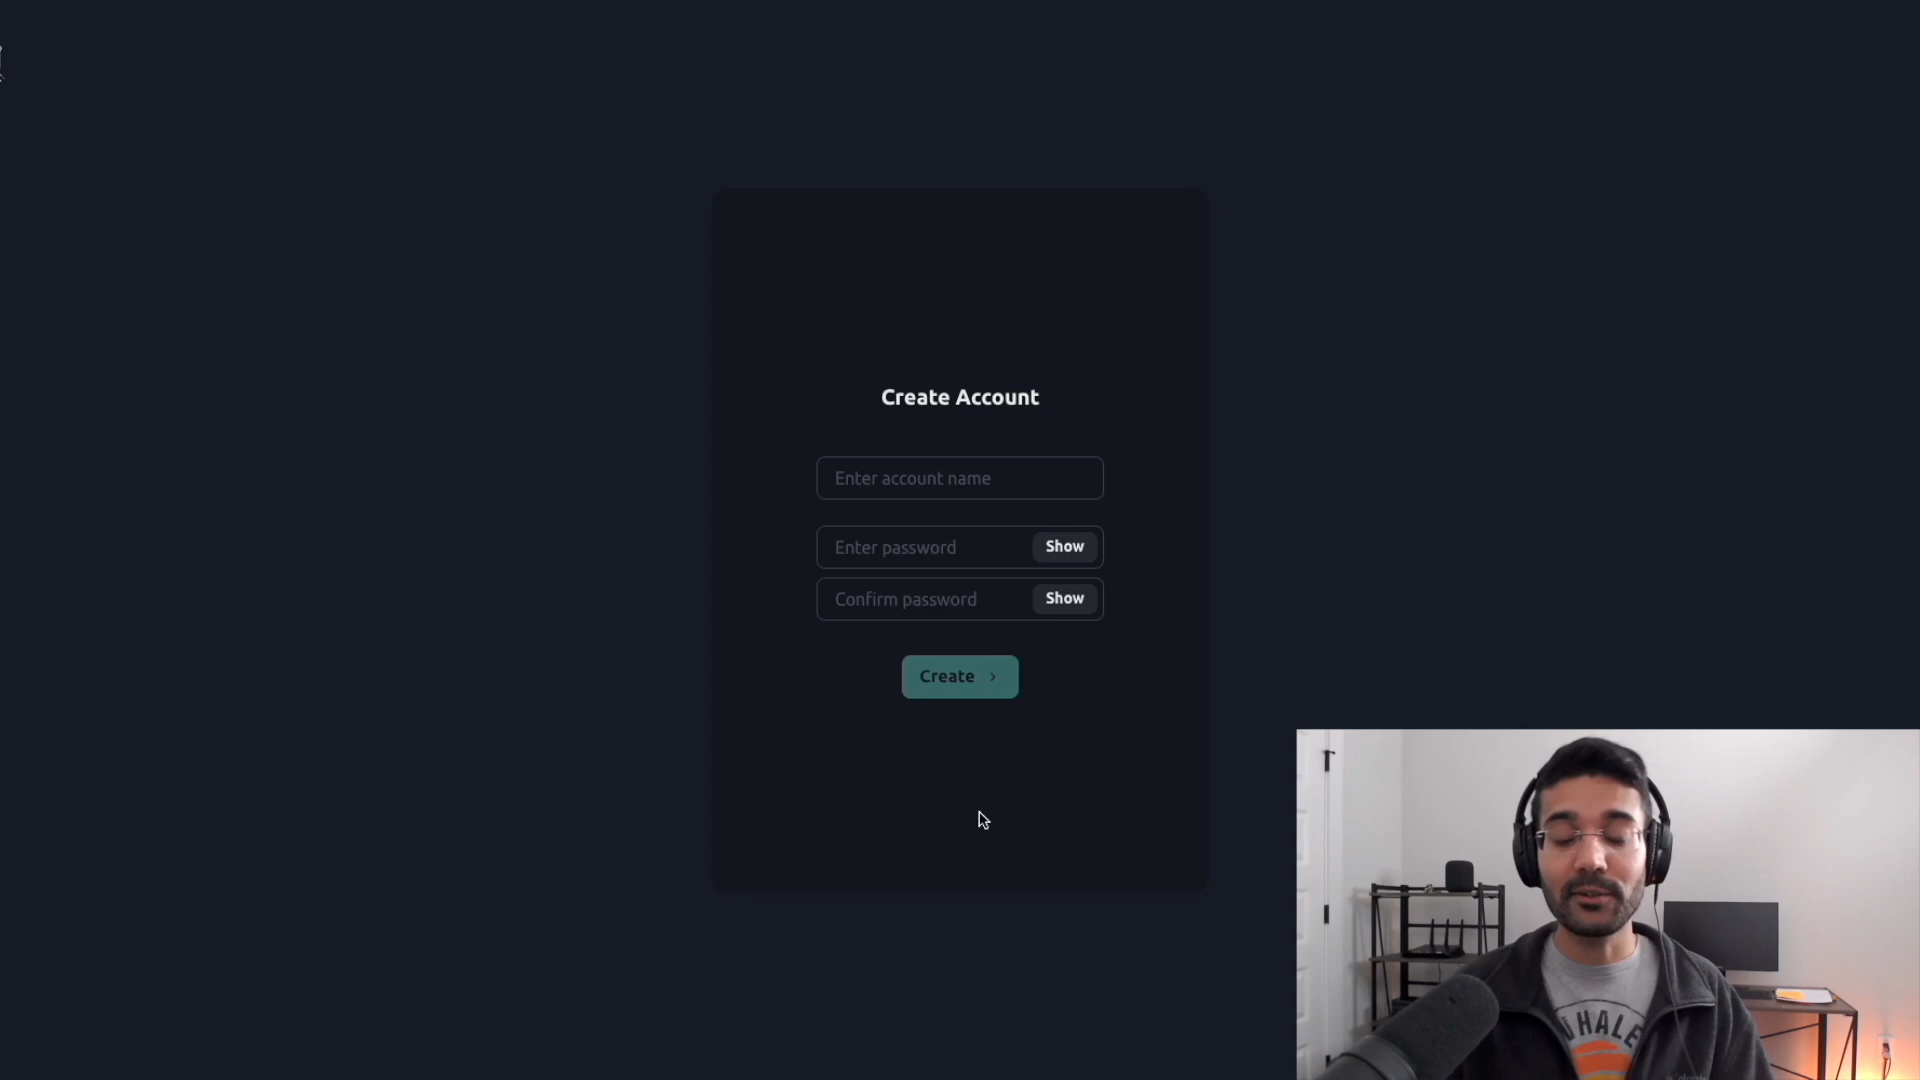 Create Account
Enter account name
Enter password Show
Confirm password Show
Create